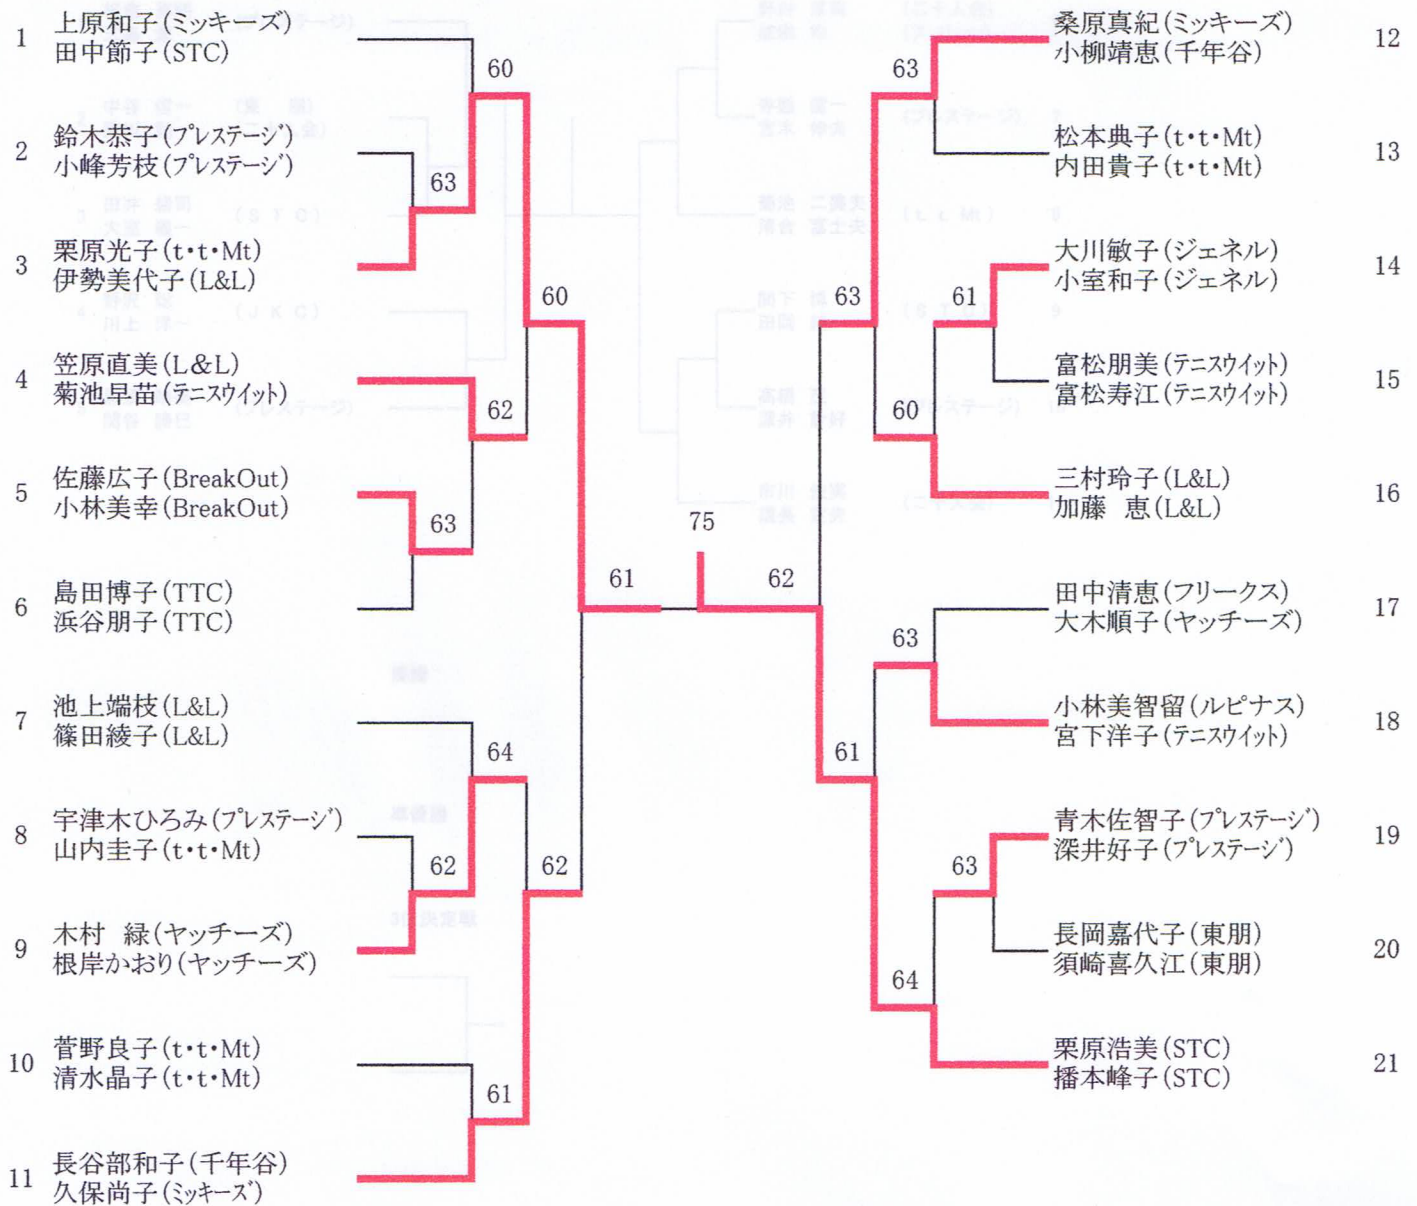 1
上原和子(ミッキーズ)
田中節子(STC)
2
鈴木恭子(プレステージ)
小峰芳枝(プレステージ)
3
栗原光子(t・t・Mt)
伊勢美代子(L&L)
4
笠原直美(L&L)
菊池早苗(テニスウイット)
5
佐藤広子(BreakOut)
小林美幸(BreakOut)
6
島田博子(TTC)
浜谷朋子(TTC)
7
池上端枝(L&L)
篠田綾子(L&L)
8
宇津木ひろみ(プレステージ)
山内圭子(t・t・Mt)
9
木村 緑(ヤッチーズ)
根岸かおり(ヤッチーズ)
10
菅野良子(t・t・Mt)
清水晶子(t・t・Mt)
11
長谷部和子(千年谷)
久保尚子(ミッキーズ)
60
63
60
62
63
61
64
62
62
61
75
62
63
63
61
60
63
61
63
64
桑原真紀(ミッキーズ)
小柳靖恵(千年谷)
12
松本典子(t・t・Mt)
内田貴子(t・t・Mt)
13
大川敏子(ジェネル)
小室和子(ジェネル)
14
富松朋美(テニスウイット)
富松寿江(テニスウイット)
15
三村玲子(L&L)
加藤 恵(L&L)
16
田中清恵(フリークス)
大木順子(ヤッチーズ)
17
小林美智留(ルピナス)
宮下洋子(テニスウイット)
18
青木佐智子(プレステージ)
深井好子(プレステージ)
19
長岡嘉代子(東朋)
須崎喜久江(東朋)
20
栗原浩美(STC)
播本峰子(STC)
21